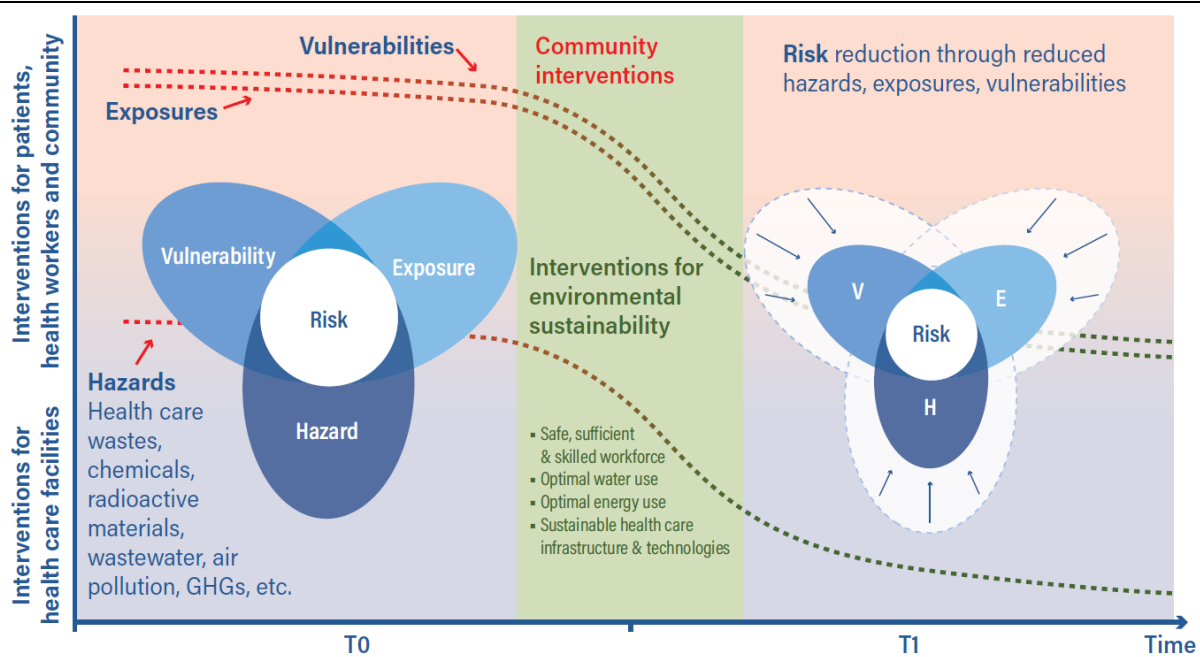 Interventions for patients,
health workers and community
Interventions for
health care facilities
Vulnerabilities
Exposures
Vulnerability
Exposure
Risk
Hazard
Hazards
Health care
wastes,
chemicals,
radioactive
materials,
wastewater, air
pollution, GHGs, etc.
Community
interventions
Interventions for
environmental
sustainability
▪ Safe, sufficient
& skilled workforce
▪ Optimal water use
▪ Optimal energy use
▪ Sustainable health care
infrastructure & technologies
Risk reduction through reduced
hazards, exposures, vulnerabilities
V
E
Risk
H
T0
T1
Time